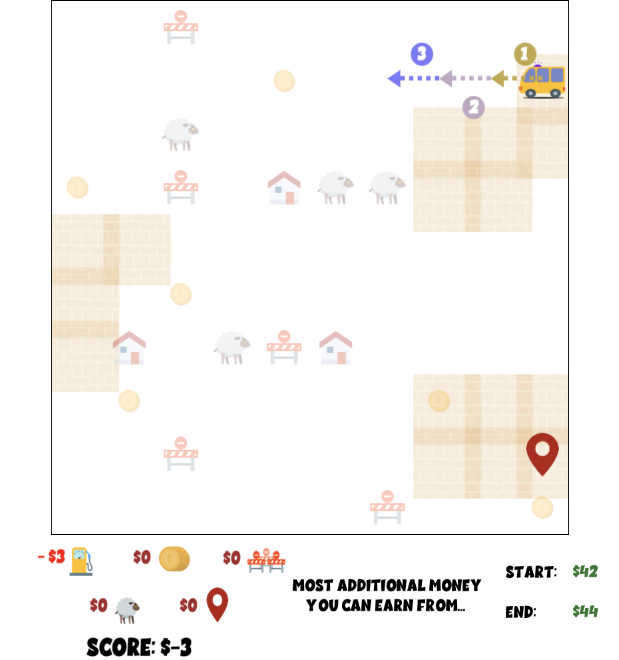 3
1
2
- $3
$0
$0
$0
$0
MOST ADDITIONAL MONEY
YOU CAN EARN FROM...
START: $42
END: $44
SCORE: $-3